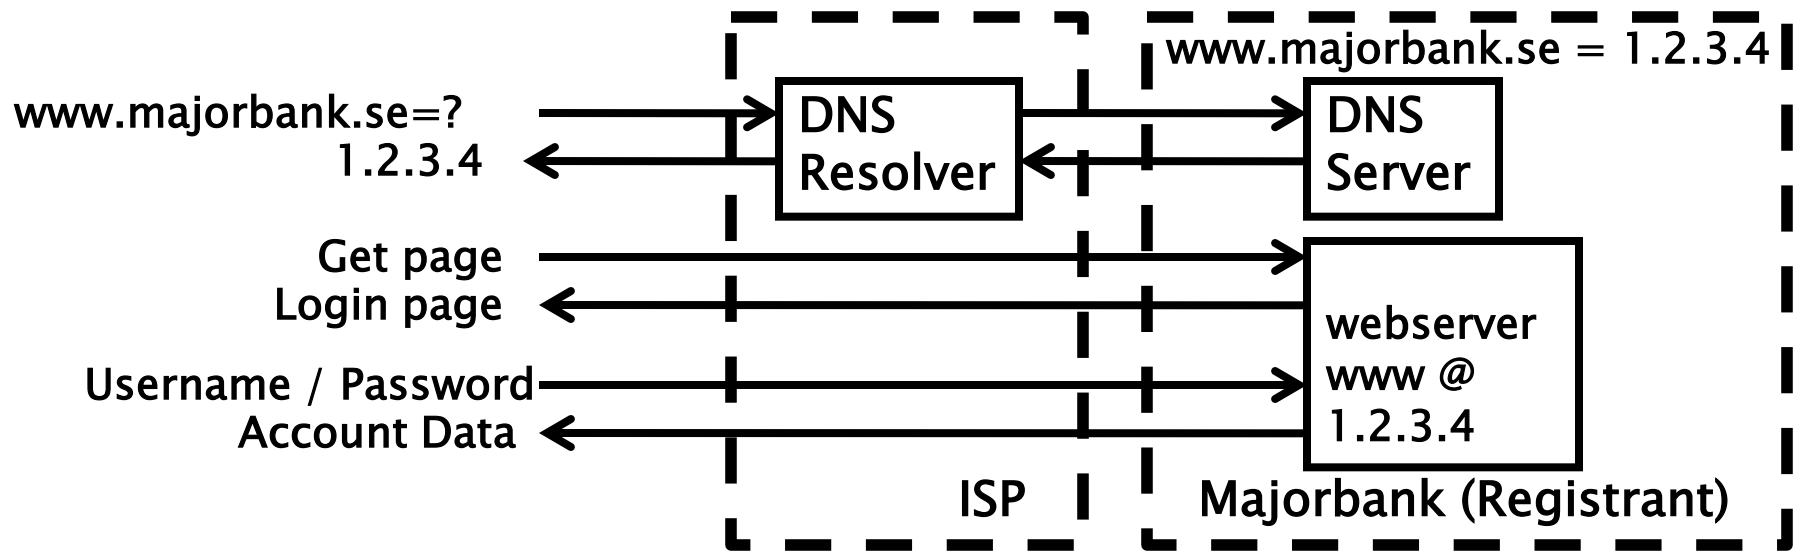 www.majorbank.se = 1.2.3.4
www.majorbank.se=?
1.2.3.4
DNS
Resolver
DNS
Server
Get page
Login page
Username / Password
Account Data
webserver
www @
1.2.3.4
ISP
Majorbank (Registrant)